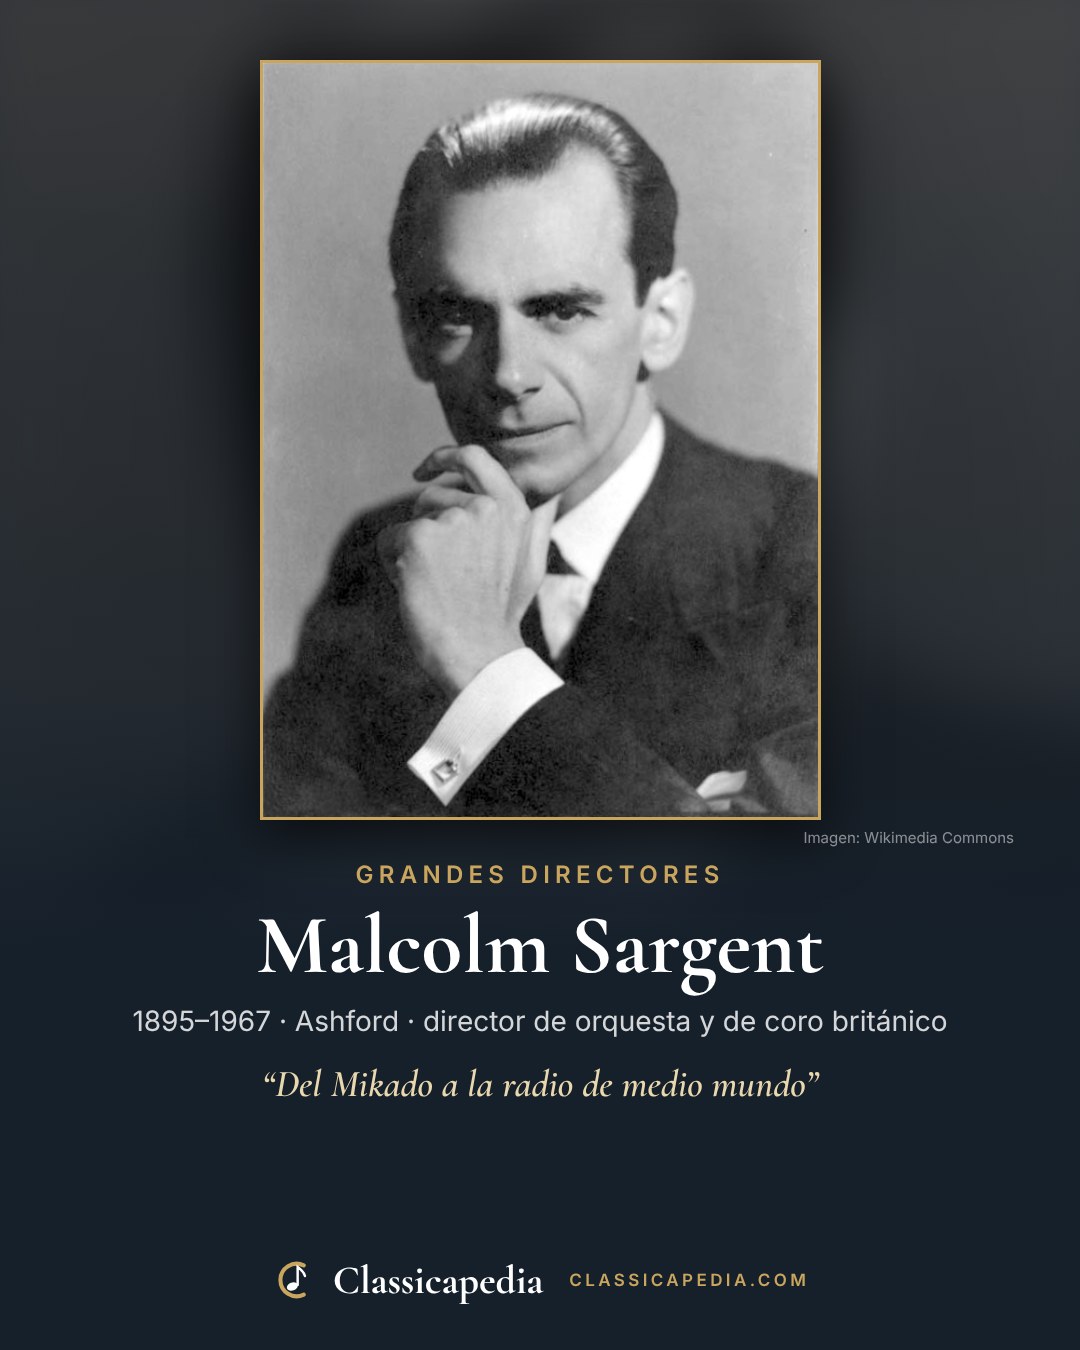 Imagen: Wikimedia Commons
GRANDES DIRECTORES
Malcolm Sargent
1895–1967 · Ashford · director de orquesta y de coro británico
“Del Mikado a la radio de medio mundo”
Classicapedia CLASSICAPEDIA.COM